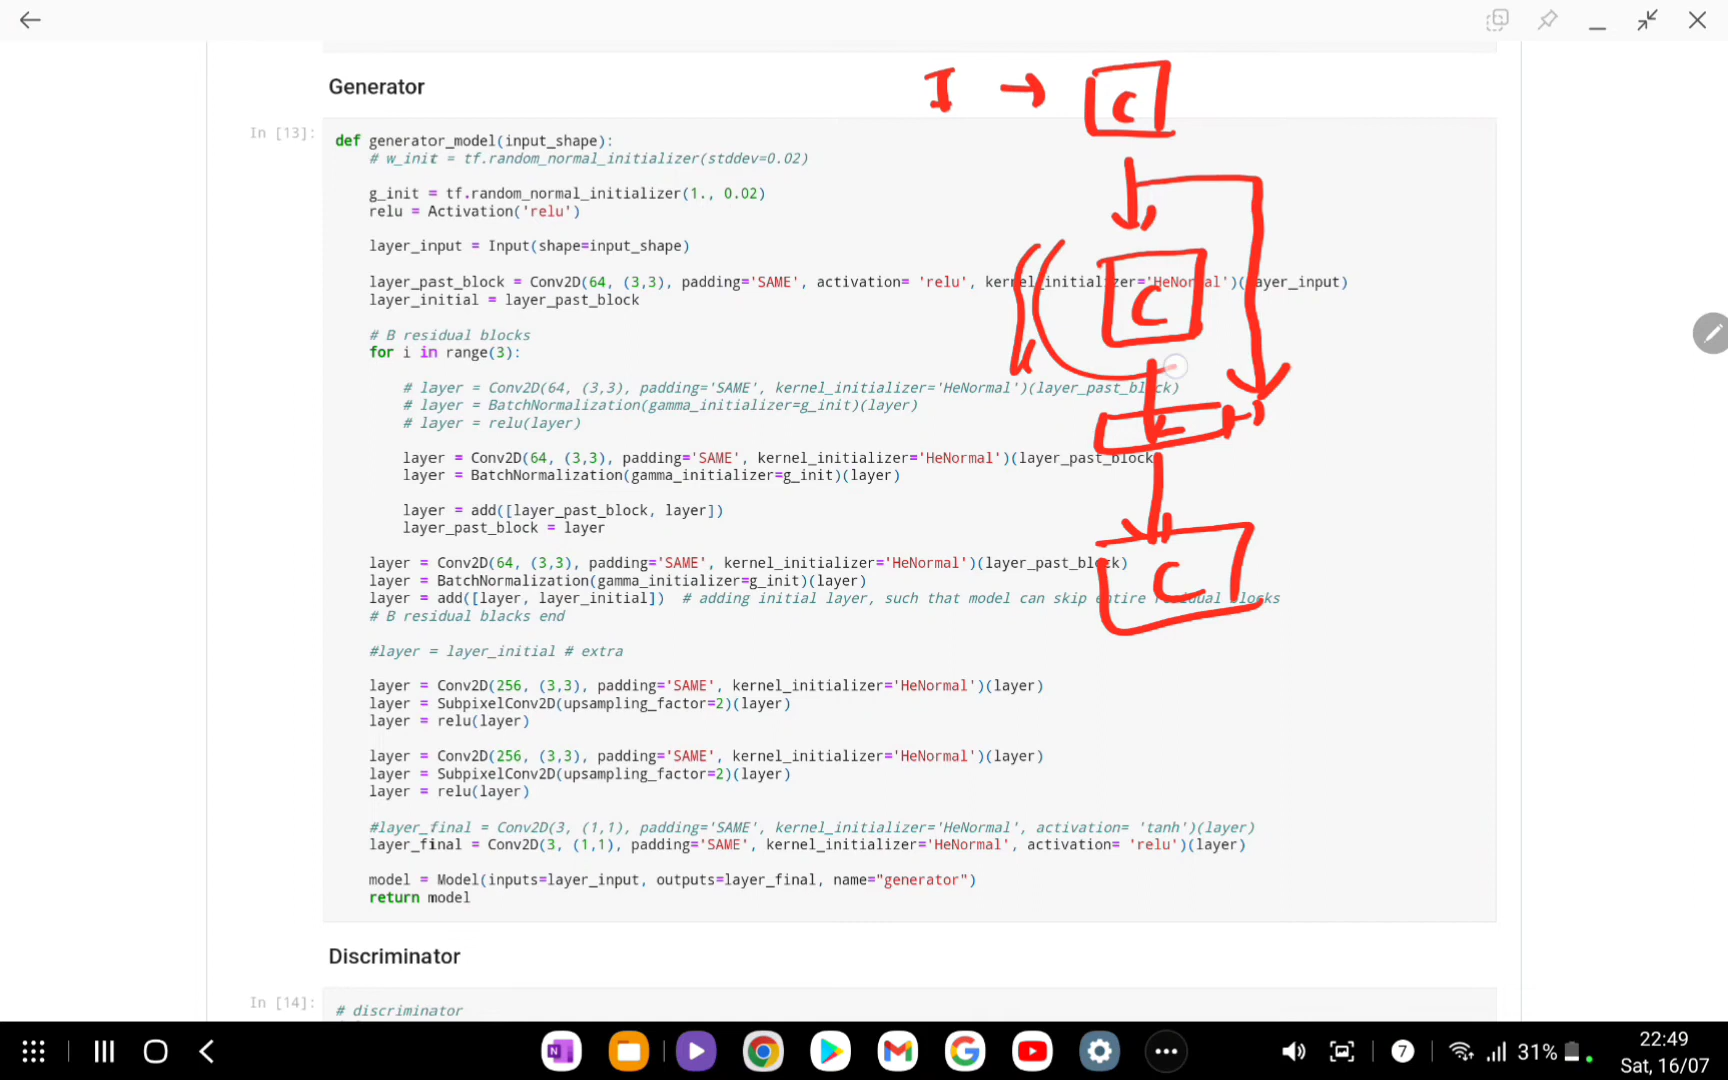 Generator
I → C
In [13]:
def generator_model(input_shape):
# w_init = tf.random_normal_initializer(stddev=0.02)
g_init = tf.random_normal_initializer(1., 0.02)
relu = Activation('relu')
layer_input = Input(shape=input_shape)
layer_past_block = Conv2D(64, (3,3), padding='SAME', activation= 'relu', kernel_initializer='HeNormal')(layer_input)
layer_initial = layer_past_block
C
# B residual blocks
for i in range(3):
# layer = Conv2D(64, (3,3), padding='SAME', kernel_initializer='HeNormal')(layer_past_block)
# layer = BatchNormalization(gamma_initializer=g_init)(layer)
# layer = relu(layer)
layer = Conv2D(64, (3,3), padding='SAME', kernel_initializer='HeNormal')(layer_past_block
layer = BatchNormalization(gamma_initializer=g_init)(layer)
layer = add([layer_past_block, layer])
layer_past_block = layer
layer = Conv2D(64, (3,3), padding='SAME', kernel_initializer='HeNormal')(layer_past_block)
layer = BatchNormalization(gamma_initializer=g_init)(layer)
C
layer = add([layer, layer_initial]) # adding initial layer, such that model can skip entire residual blocks
# B residual blacks end
#layer = layer_initial # extra
layer = Conv2D(256, (3,3), padding='SAME', kernel_initializer='HeNormal')(layer)
layer = SubpixelConv2D(upsampling_factor=2)(layer)
layer = relu(layer)
layer = Conv2D(256, (3,3), padding='SAME', kernel_initializer='HeNormal')(layer)
layer = SubpixelConv2D(upsampling_factor=2)(layer)
layer = relu(layer)
#layer_final = Conv2D(3, (1,1), padding='SAME', kernel_initializer='HeNormal', activation= 'tanh')(layer)
layer_final = Conv2D(3, (1,1), padding='SAME', kernel_initializer='HeNormal', activation= 'relu')(layer)
model = Model(inputs=layer_input, outputs=layer_final, name="generator")
return model
Discriminator
In [14]:
# discriminator
7
31%
22:49
Sat, 16/07